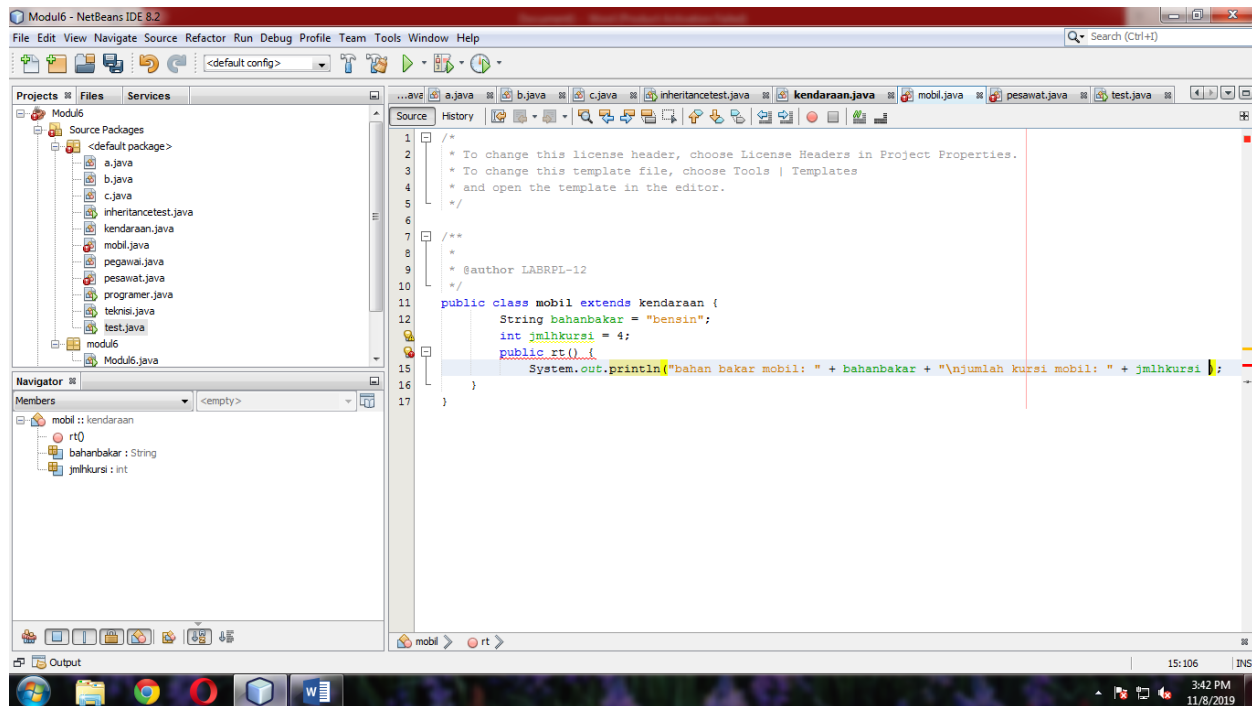 Modul6 - NetBeans IDE 8.2
File Edit View Navigate Source Refactor Run Debug Profile Team Tools Window Help
Search (Ctrl+I)
<default config>
Projects Files Services
...ava a.java b.java c.java inheritancetest.java kendaraan.java mobil.java pesawat.java test.java
Source History
Modul6
Source Packages
<default package>
a.java
b.java
c.java
inheritancetest.java
kendaraan.java
mobil.java
pegawai.java
pesawat.java
programer.java
teknisi.java
test.java
modul6
Modul6.java
Navigator
Members <empty>
mobil :: kendaraan
rt()
bahanbakar : String
jmlhkursi : int
1 /*
2 * To change this license header, choose License Headers in Project Properties.
3 * To change this template file, choose Tools | Templates
4 * and open the template in the editor.
5 */
6
7 /**
8 *
9 * @author LABRPL-12
10 */
11 public class mobil extends kendaraan {
12 String bahanbakar = "bensin";
int jmlhkursi = 4;
public rt() {
15 System.out.println("bahan bakar mobil: " + bahanbakar + "\njumlah kursi mobil: " + jmlhkursi );
16 }
17 }
mobil rt
Output
15:106 INS
3:42 PM
11/8/2019